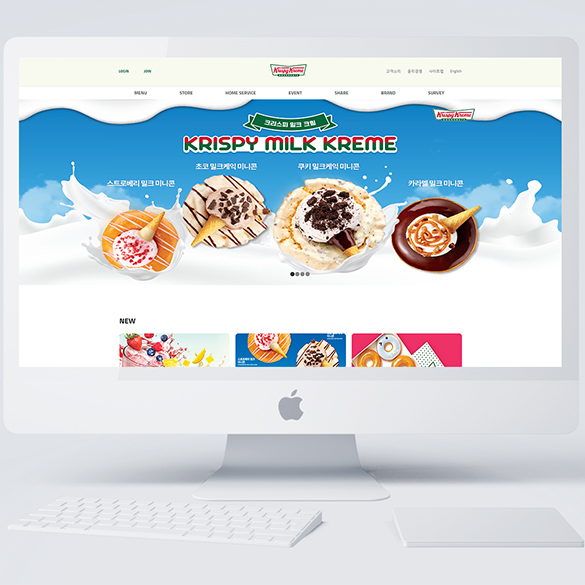 LOGIN JOIN
Krispy Kreme
고객소리 윤리경영 사이트맵 English
MENU STORE HOME SERVICE EVENT SHARE BRAND SURVEY
Krispy Kreme
크리스피 밀크 크림
KRISPY MILK KREME
초코 밀크케익 미니콘 쿠키 밀크케익 미니콘
스트로베리 밀크 미니콘 카라멜 밀크 미니콘
NEW